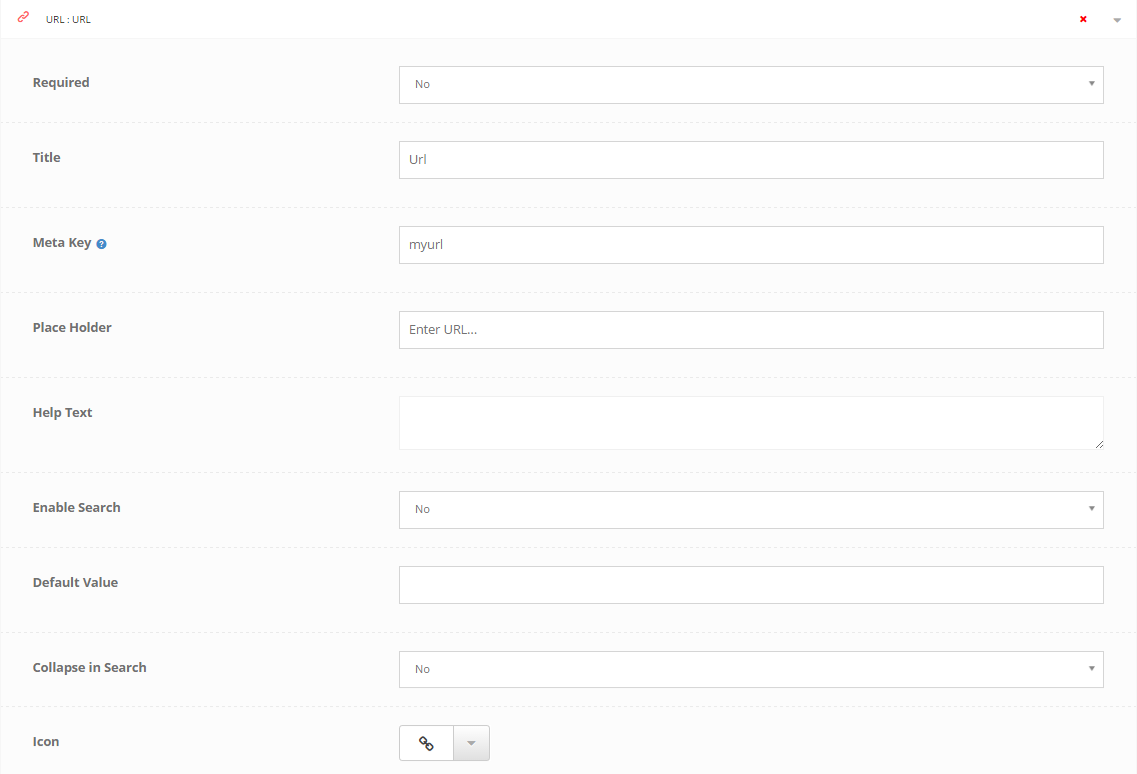 URL : URL
Required
No
Title
Url
Meta Key
myurl
Place Holder
Enter URL...
Help Text
Enable Search
No
Default Value
Collapse in Search
No
Icon